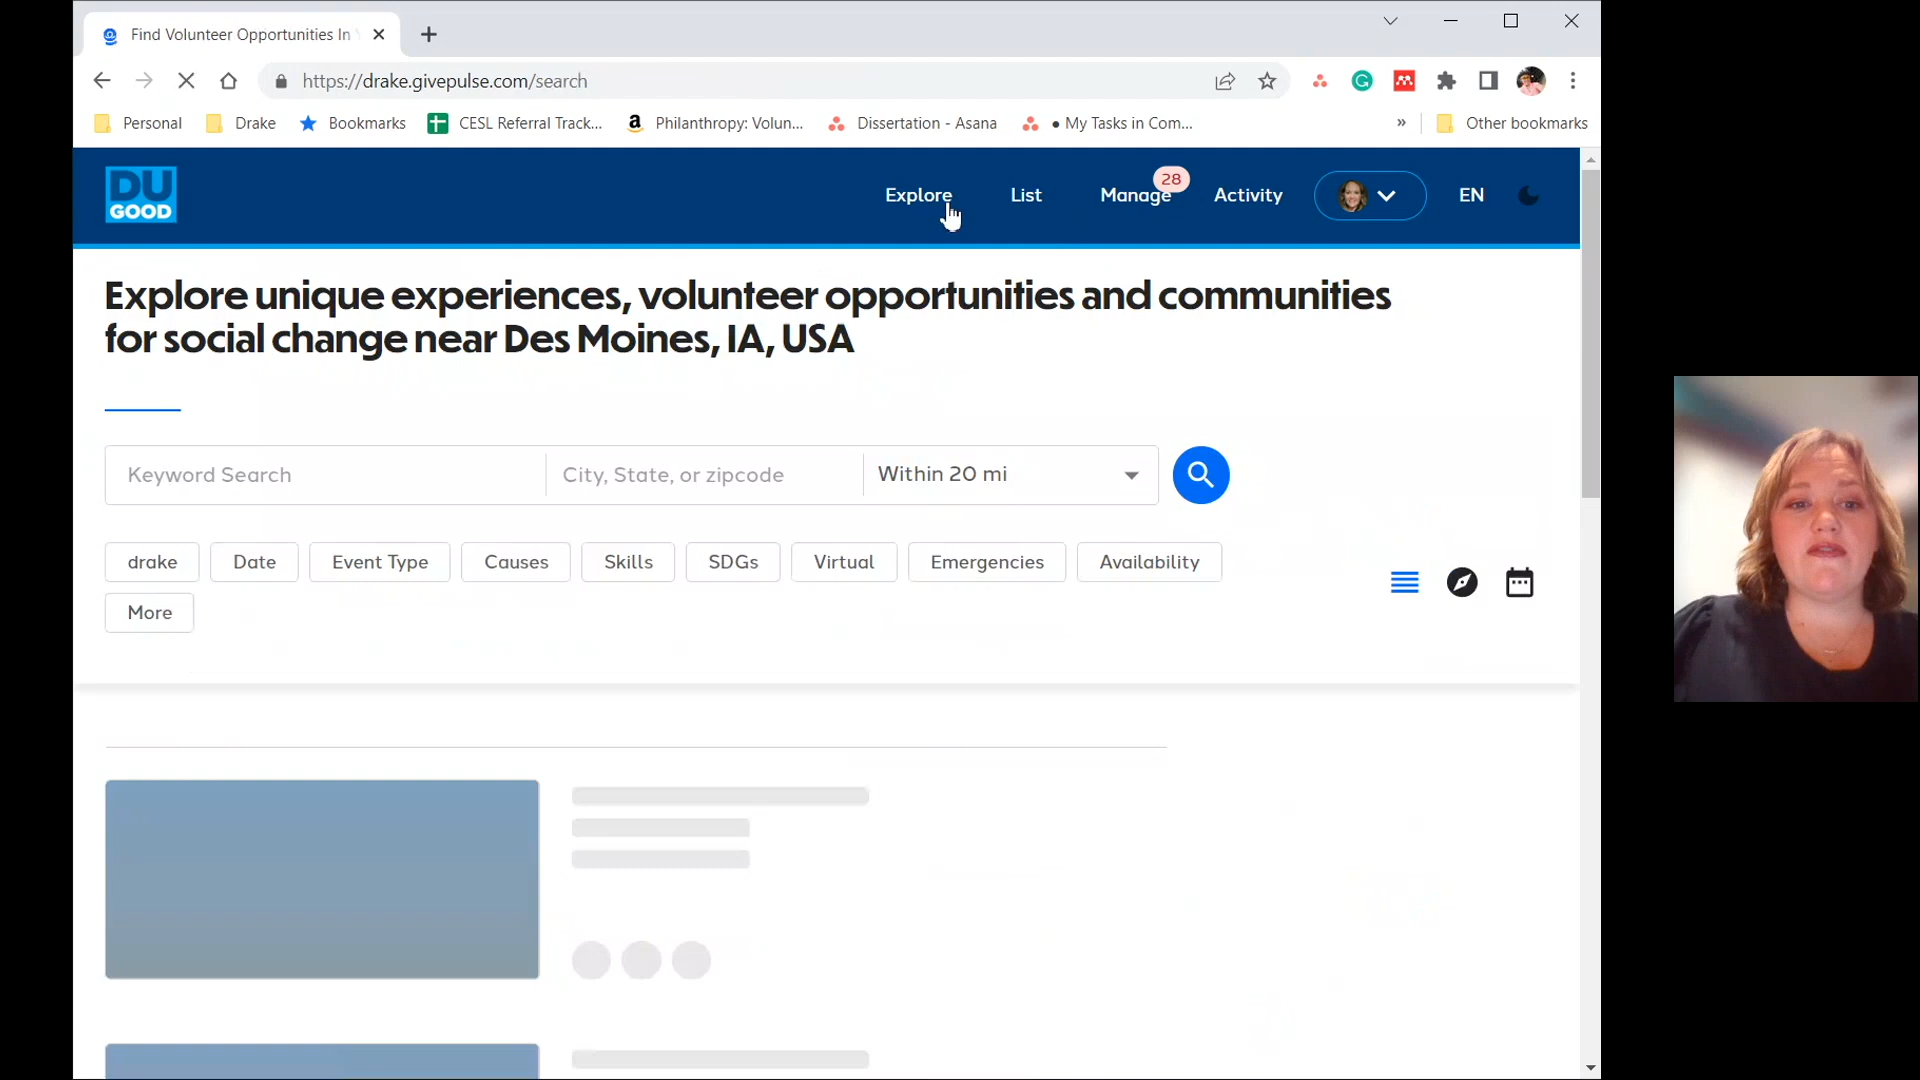 Find Volunteer Opportunities In
https://drake.givepulse.com/search
Personal
Drake
Bookmarks
CESL Referral Track...
Philanthropy: Volun...
Dissertation - Asana
• My Tasks in Com...
»
Other bookmarks
DU
GOOD
Explore
List
Manage
28
Activity
EN
Explore unique experiences, volunteer opportunities and communities
for social change near Des Moines, IA, USA
Keyword Search
City, State, or zipcode
Within 20 mi
drake
Date
Event Type
Causes
Skills
SDGs
Virtual
Emergencies
Availability
More